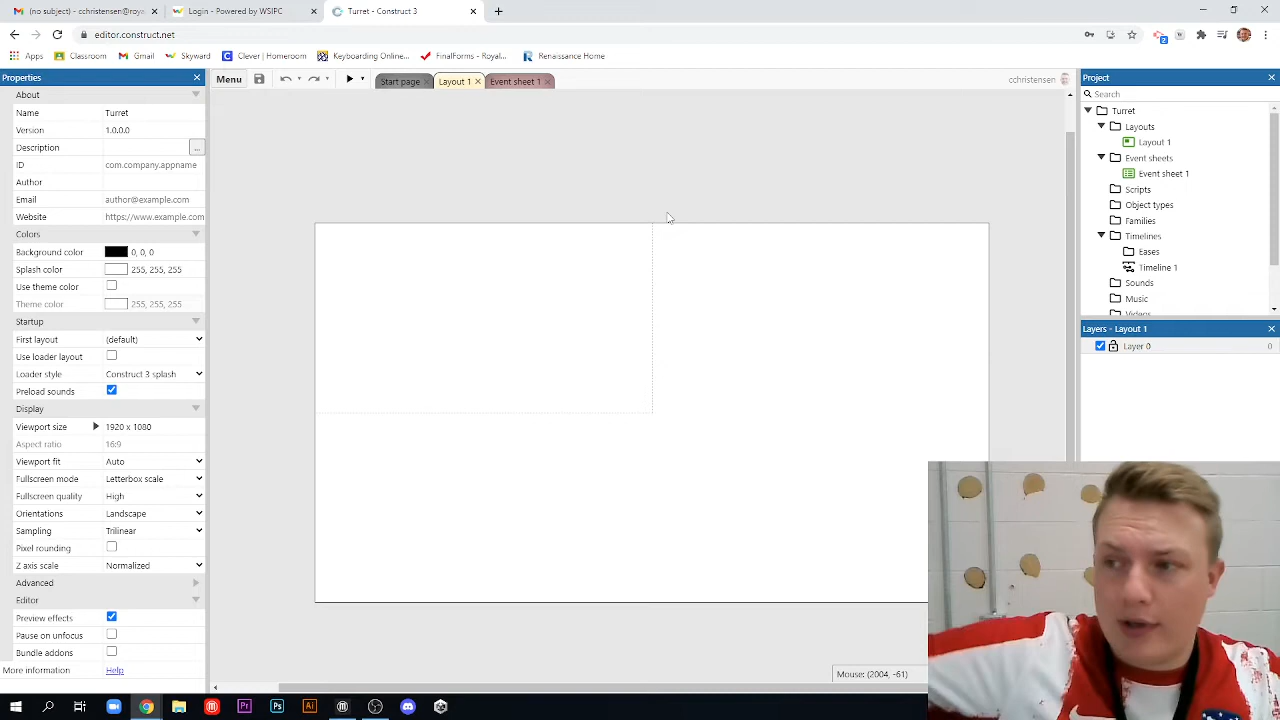 (no subject) - cchristensen@roya
Login - Powered by WSIPC
Turret - Construct 3
editor.construct.net
2
Apps
Classroom
Gmail
Skyward
Clever | Homeroom
Keyboarding Online...
FinalForms - Royal...
Renaissance Home
Properties
Menu
Start page
Layout 1
Event sheet 1
cchristensen
Project
About
Name Turret
Version 1.0.0.0
Description ...
ID com.company.appname
Author
Email author@example.com
Website https://www.example.com
Colors
Background color 0, 0, 0
Splash color 255, 255, 255
Use theme color
Theme color 255, 255, 255
Startup
First layout (default)
Use loader layout
Loader style Construct 3 splash
Preload sounds
Display
Viewport size 1920 x 1080
Aspect ratio 16:9
Viewport fit Auto
Fullscreen mode Letterbox scale
Fullscreen quality High
Orientations Landscape
Sampling Trilinear
Pixel rounding
Z axis scale Normalized
Advanced
Editor
Preview effects
Pause on unfocus
Bundle addons
More information Help
Search
Turret
Layouts
Layout 1
Event sheets
Event sheet 1
Scripts
Object types
Families
Timelines
Eases
Timeline 1
Sounds
Music
Videos
Layers - Layout 1
Layer 0 0
Mouse: (2004, -61)
Pr
Ps
Ai